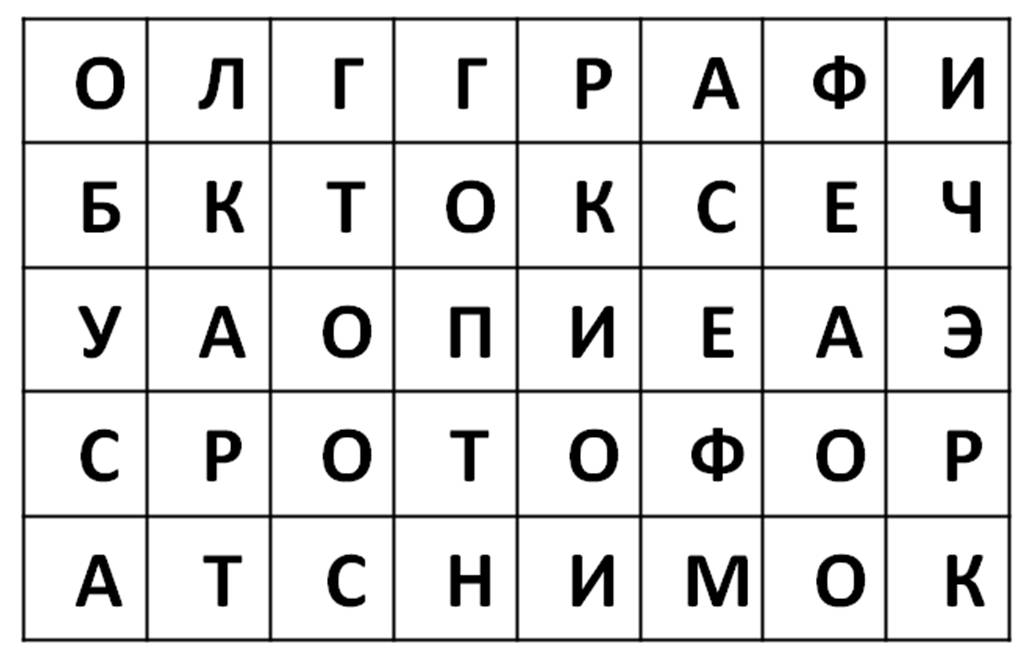 О Л Г Г Р А Ф И
Б К Т О К С Е Ч
У А О П И Е А Э
С Р О Т О Ф О Р
А Т С Н И М О К